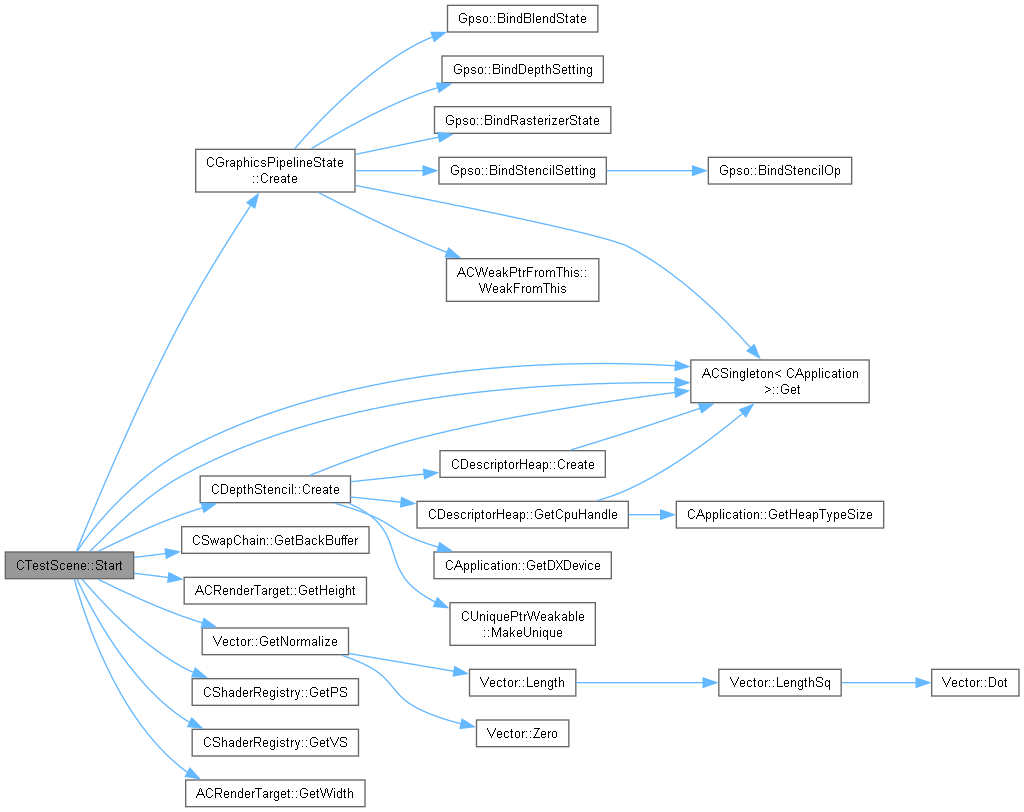 Gpso::BindBlendState
Gpso::BindDepthSetting
Gpso::BindRasterizerState
CGraphicsPipelineState
::Create
Gpso::BindStencilSetting
Gpso::BindStencilOp
ACWeakPtrFromThis::
WeakFromThis
ACSingleton< CApplication
>::Get
CDescriptorHeap::Create
CDepthStencil::Create
CDescriptorHeap::GetCpuHandle
CApplication::GetHeapTypeSize
CSwapChain::GetBackBuffer
CTestScene::Start
CApplication::GetDXDevice
ACRenderTarget::GetHeight
CUniquePtrWeakable
::MakeUnique
Vector::GetNormalize
CShaderRegistry::GetPS
Vector::Length
Vector::LengthSq
Vector::Dot
Vector::Zero
CShaderRegistry::GetVS
ACRenderTarget::GetWidth